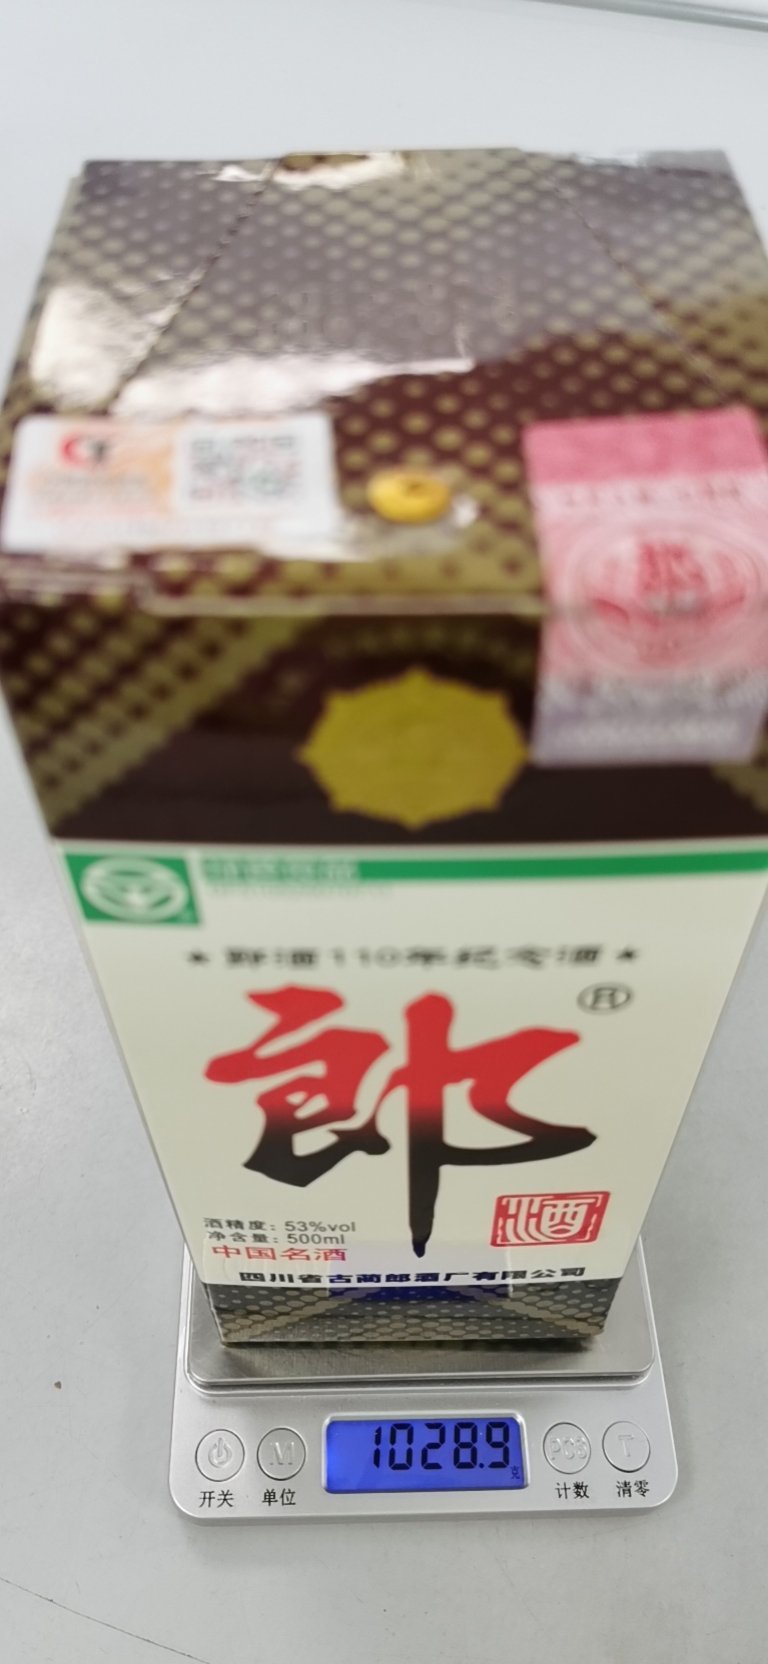 郎酒110年纪念酒
郎
®
酒
酒精度：53%vol
净含量：500ml
中国名酒
四川省古蔺郎酒厂有限公司
1028.9
克
M
PCS
T
开关
单位
计数
清零